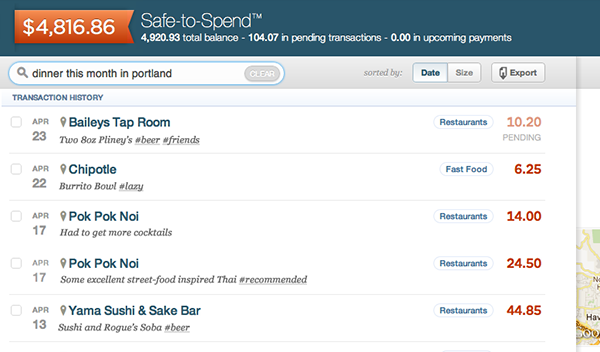 $4,816.86
Safe-to-Spend™
4,920.93 total balance - 104.07 in pending transactions - 0.00 in upcoming payments
dinner this month in portland
CLEAR
sorted by:
Date
Size
Export
TRANSACTION HISTORY
APR
23
Baileys Tap Room
Two 8oz Pliney's #beer #friends
Restaurants
10.20
PENDING
APR
22
Chipotle
Burrito Bowl #lazy
Fast Food
6.25
APR
17
Pok Pok Noi
Had to get more cocktails
Restaurants
14.00
APR
17
Pok Pok Noi
Some excellent street-food inspired Thai #recommended
Restaurants
24.50
APR
13
Yama Sushi & Sake Bar
Sushi and Rogue's Soba #beer
Restaurants
44.85